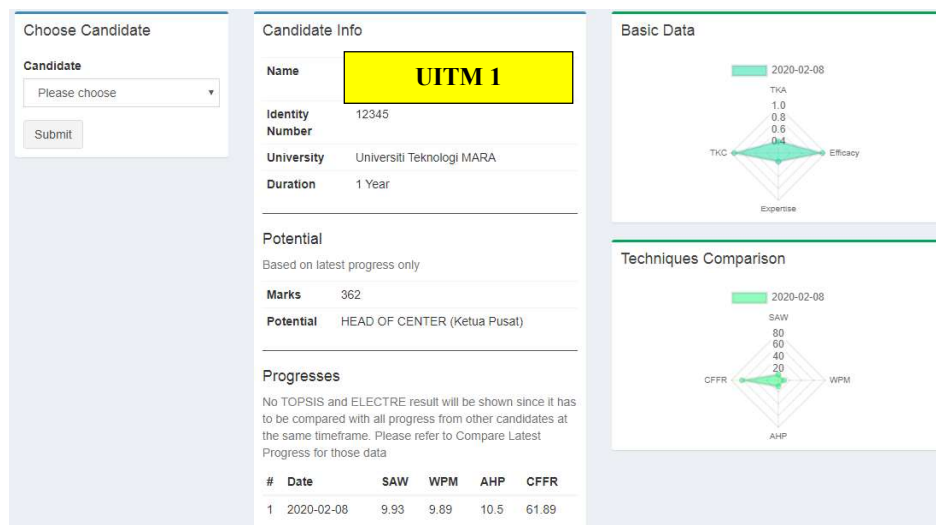 Choose Candidate
Candidate
Please choose
Submit
Candidate Info
Name UITM 1
Identity Number 12345
University Universiti Teknologi MARA
Duration 1 Year
Potential
Based on latest progress only
Marks 362
Potential HEAD OF CENTER (Ketua Pusat)
Progresses
No TOPSIS and ELECTRE result will be shown since it has
to be compared with all progress from other candidates at
the same timeframe. Please refer to Compare Latest
Progress for those data
# Date SAW WPM AHP CFFR
1 2020-02-08 9.93 9.89 10.5 61.89
Basic Data
2020-02-08
TKA
1.0
0.8
0.6
0.4
TKC Efficacy
Expertise
Techniques Comparison
2020-02-08
SAW
80
60
40
20
CFFR WPM
AHP